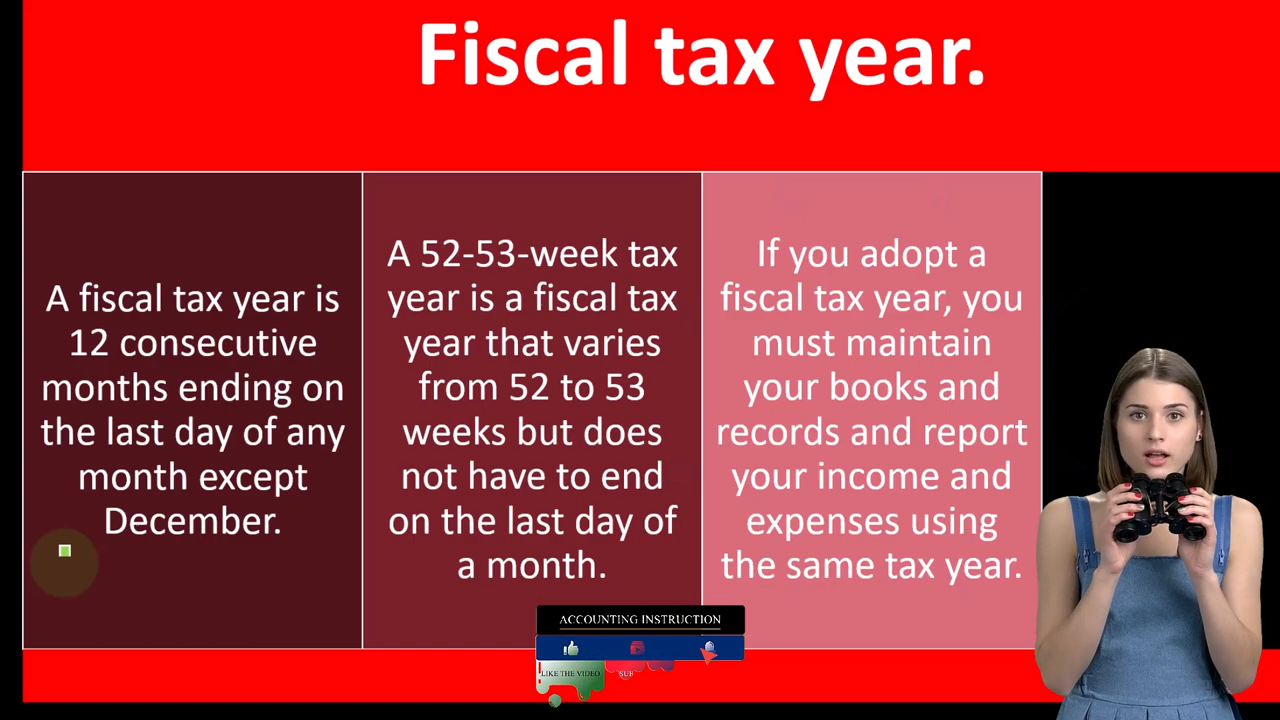 Fiscal tax year.
A fiscal tax year is
12 consecutive
months ending on
the last day of any
month except
December.
A 52-53-week tax
year is a fiscal tax
year that varies
from 52 to 53
weeks but does
not have to end
on the last day of
a month.
If you adopt a
fiscal tax year, you
must maintain
your books and
records and report
your income and
expenses using
the same tax year.
ACCOUNTING INSTRUCTION
LIKE THE VIDEO
SUB